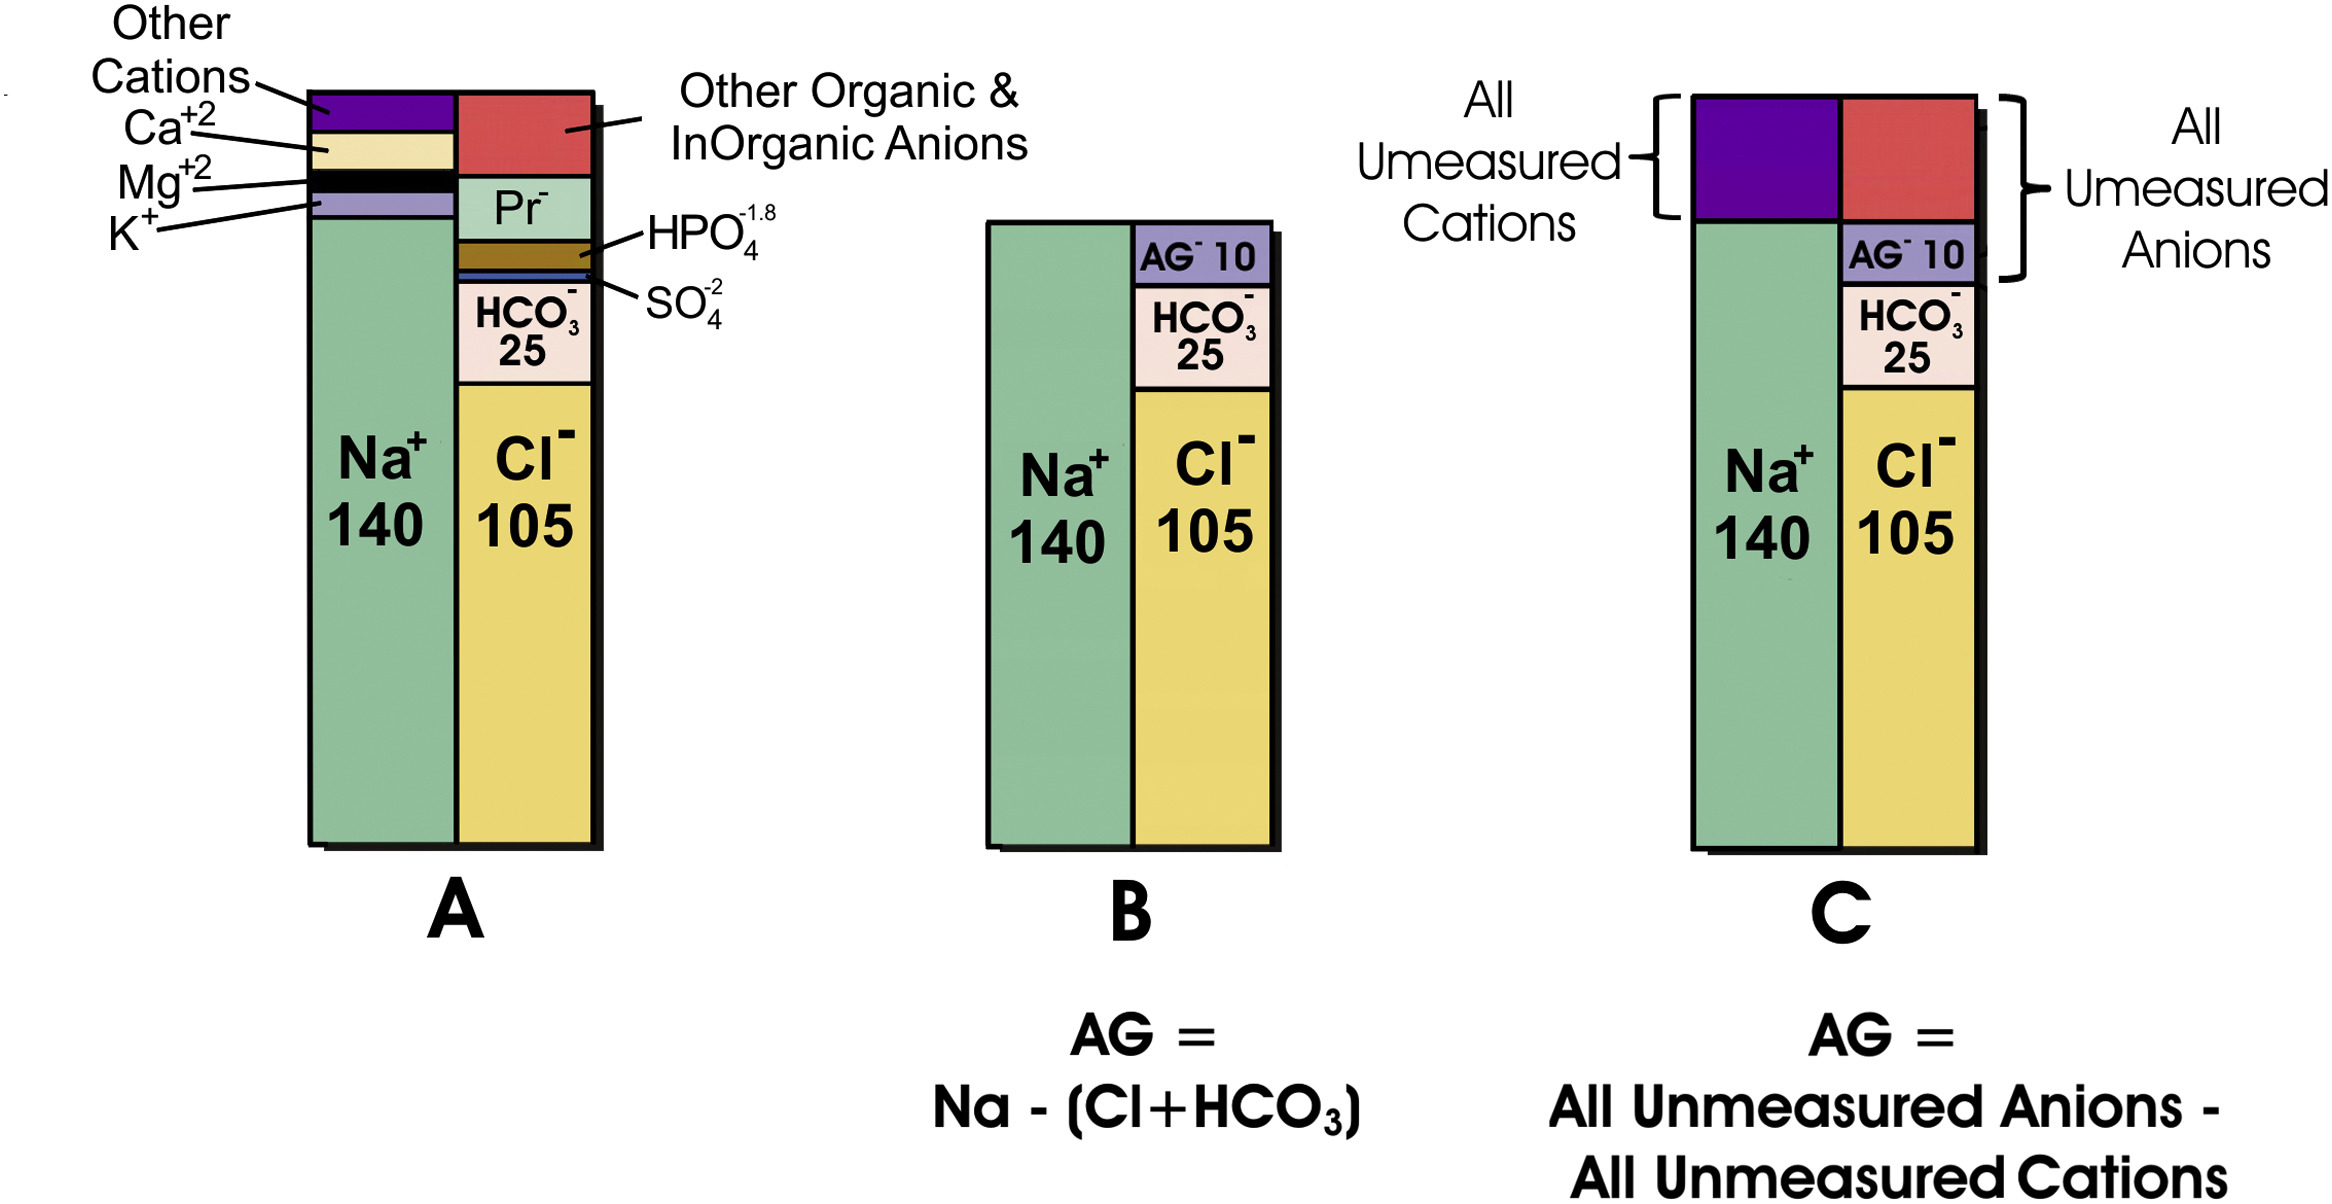 Other
Cations
Ca+2
Mg+2
K+
Other Organic &
InOrganic Anions
Pr-
HPO4-1.8
SO4-2
HCO3-
25
Na+
140
Cl-
105
A
AG- 10
HCO3-
25
Na+
140
Cl-
105
B
AG =
Na - (Cl+HCO3)
All
Umeasured
Cations
All
Umeasured
Anions
AG- 10
HCO3-
25
Na+
140
Cl-
105
C
AG =
All Unmeasured Anions -
All Unmeasured Cations